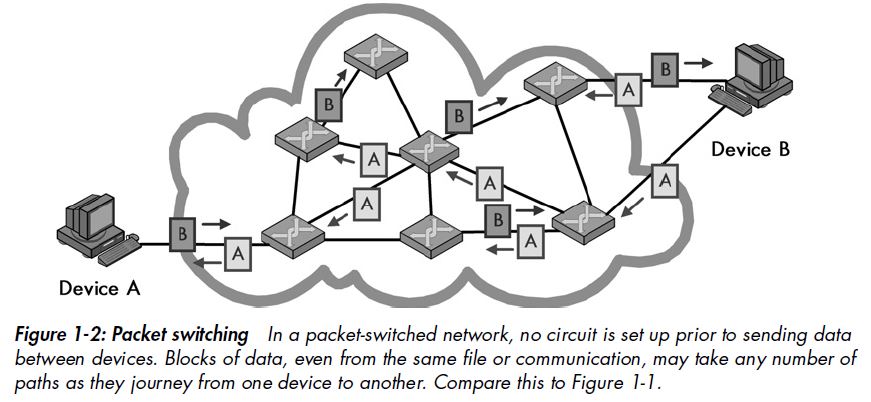 B
A
Device B
B
B
A
A
A
A
B
A
B
A
Device A
Figure 1-2: Packet switching In a packet-switched network, no circuit is set up prior to sending data
between devices. Blocks of data, even from the same file or communication, may take any number of
paths as they journey from one device to another. Compare this to Figure 1-1.